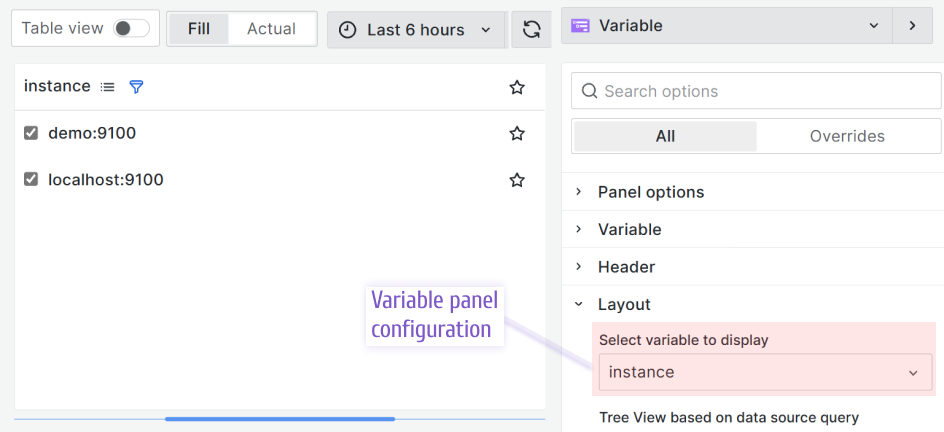 Table view
Fill
Actual
Last 6 hours
Variable
instance
demo:9100
localhost:9100
Search options
All
Overrides
Panel options
Variable
Header
Layout
Variable panel
configuration
Select variable to display
instance
Tree View based on data source query